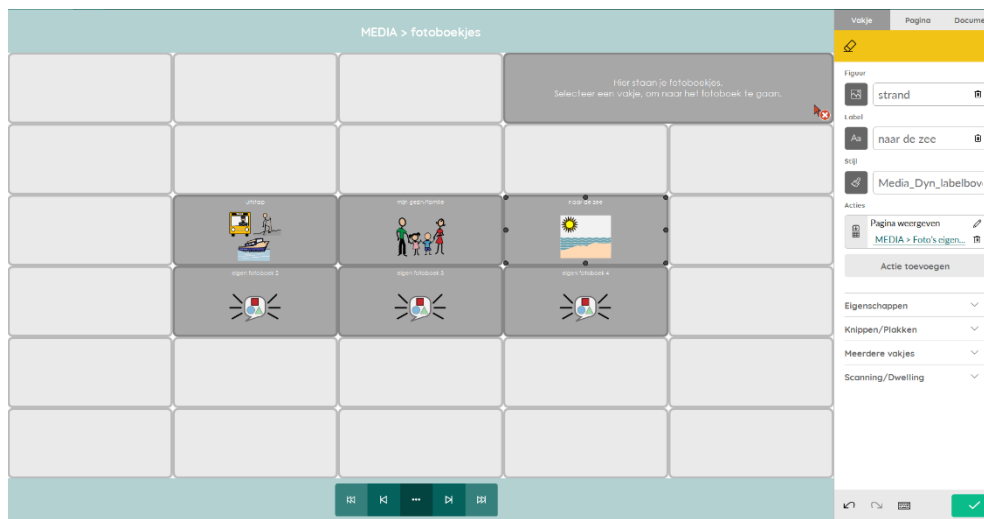 MEDIA > fotoboekjes
Hier staan je fotoboekjes.
Selecteer een vakje, om naar het fotoboek te gaan.
uitstap
mijn gezin/familie
naar de zee
eigen fotoboek 2
eigen fotoboek 3
eigen fotoboek 4
Vakje
Pagina
Docume
Figuur
strand
Label
Aa
naar de zee
Stijl
Media_Dyn_labelbov
Acties
Pagina weergeven
MEDIA > Foto's eigen...
Actie toevoegen
Eigenschappen
Knippen/Plakken
Meerdere vakjes
Scanning/Dwelling